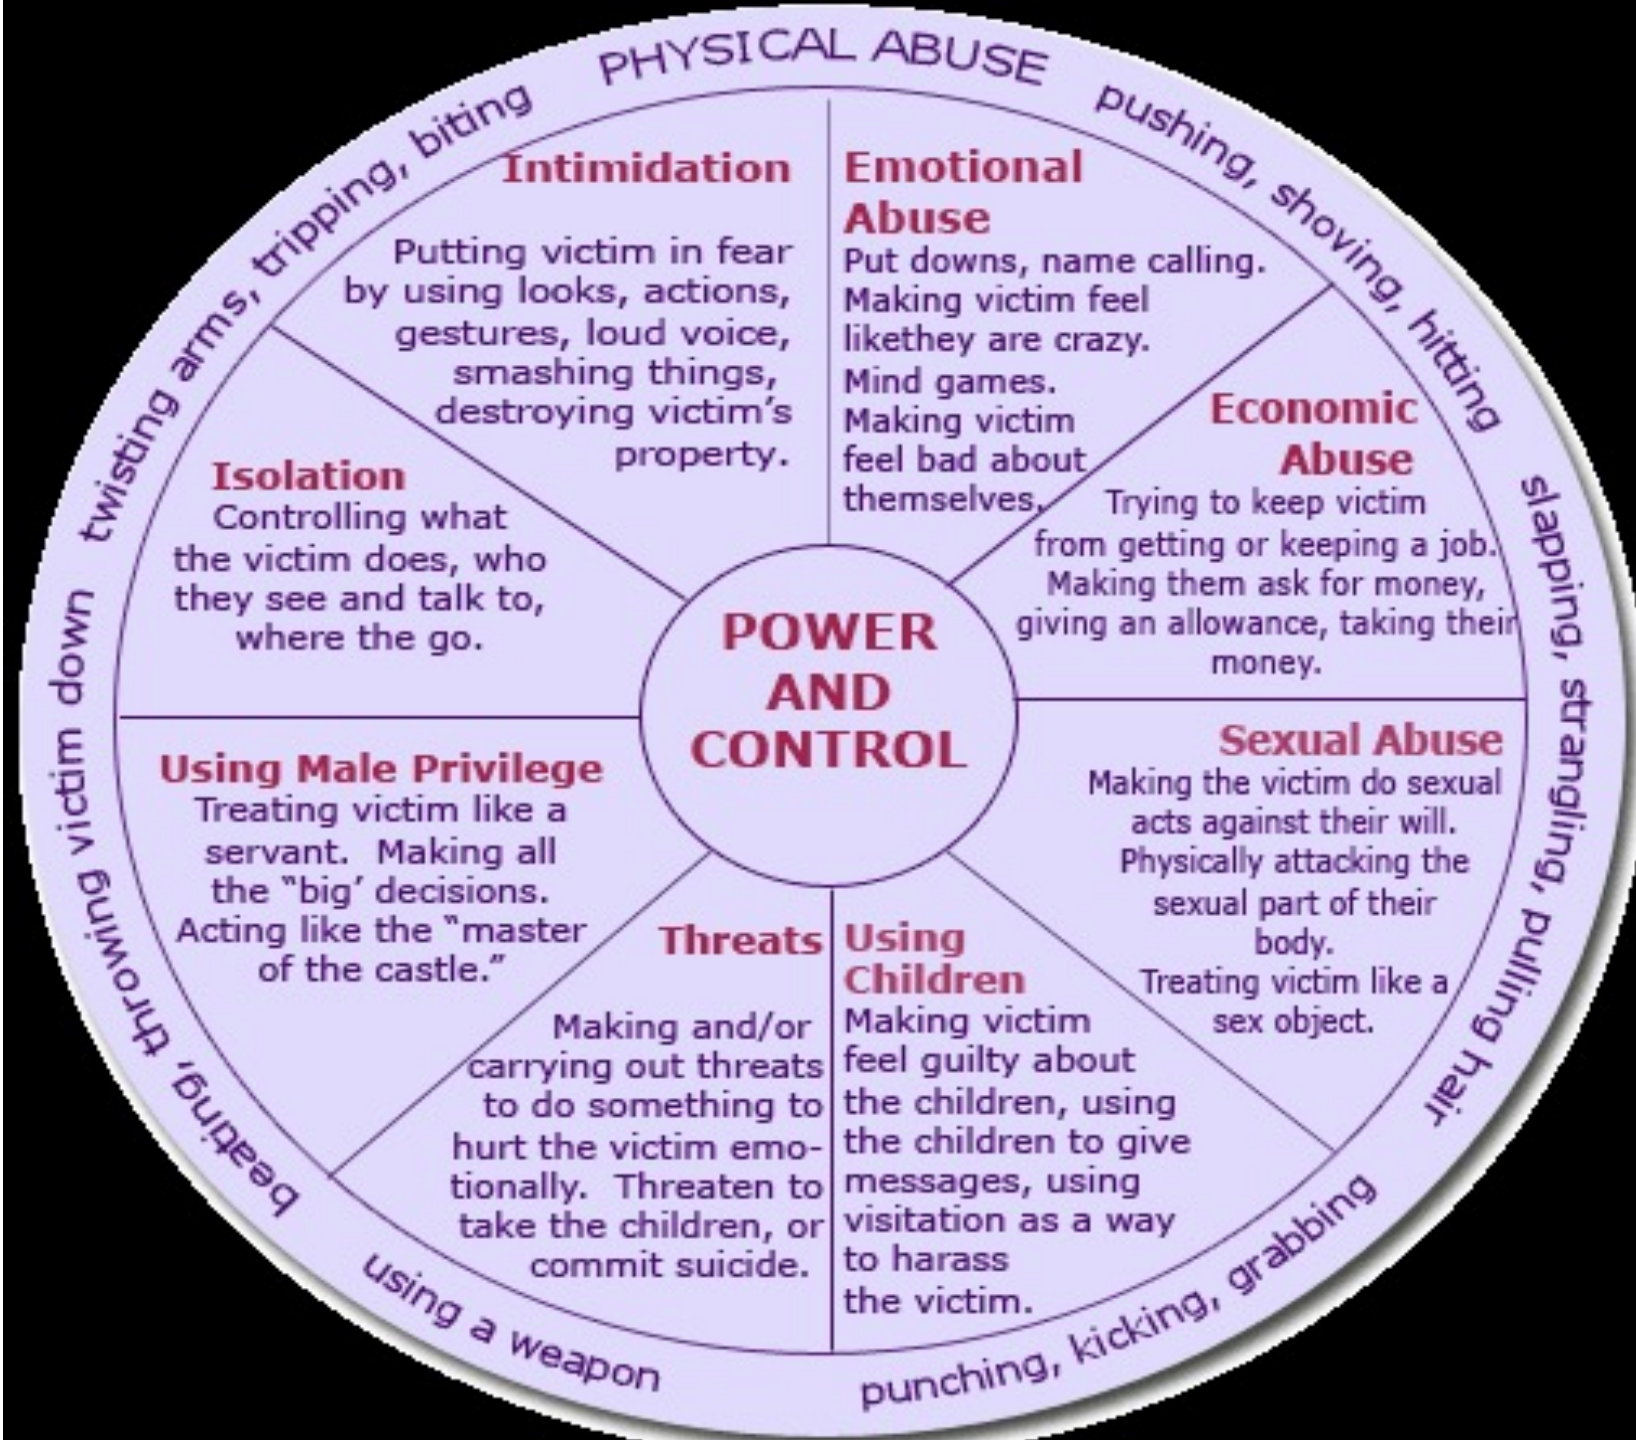 PHYSICAL ABUSE
pushing, shoving, hitting
slapping, strangling, pulling hair
punching, kicking, grabbing
using a weapon
beating, throwing victim down
twisting arms, tripping, biting
Intimidation
Putting victim in fear
by using looks, actions,
gestures, loud voice,
smashing things,
destroying victim's
property.
Emotional
Abuse
Put downs, name calling.
Making victim feel
likethey are crazy.
Mind games.
Making victim
feel bad about
themselves.
Economic
Abuse
Trying to keep victim
from getting or keeping a job.
Making them ask for money,
giving an allowance, taking their
money.
Sexual Abuse
Making the victim do sexual
acts against their will.
Physically attacking the
sexual part of their
body.
Treating victim like a
sex object.
Using
Children
Making victim
feel guilty about
the children, using
the children to give
messages, using
visitation as a way
to harass
the victim.
Threats
Making and/or
carrying out threats
to do something to
hurt the victim emo-
tionally.  Threaten to
take the children, or
commit suicide.
Using Male Privilege
Treating victim like a
servant.  Making all
the "big' decisions.
Acting like the "master
of the castle."
Isolation
Controlling what
the victim does, who
they see and talk to,
where the go.
POWER
AND
CONTROL